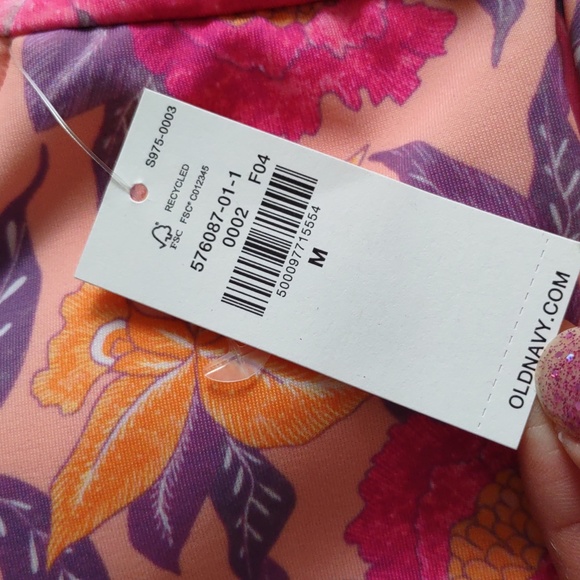 S975-0003
RECYCLED
FSC® C012345
FSC
576087-01-1
0002 F04
500097715554
M
OLDNAVY.COM